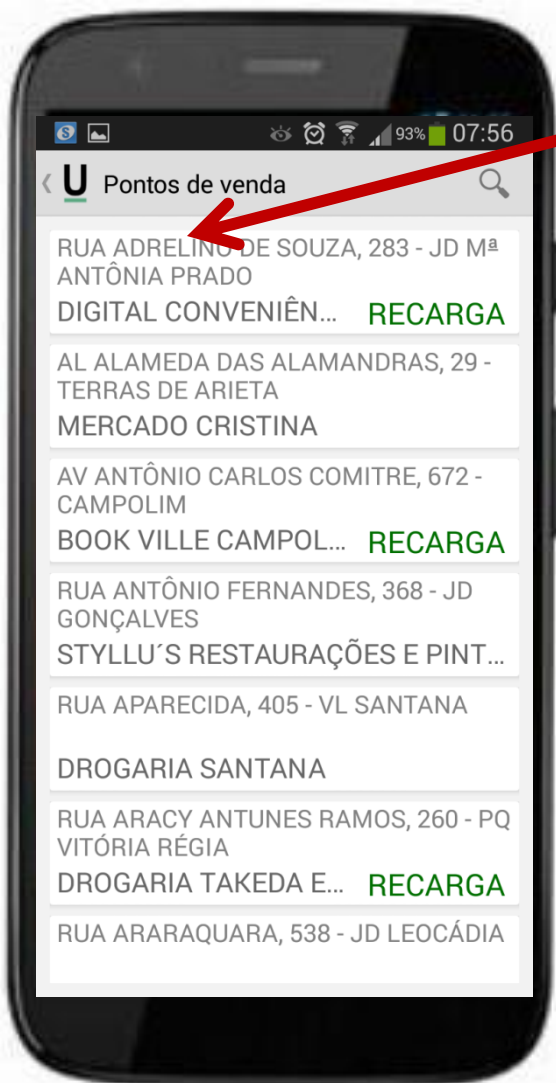 93% 07:56
U Pontos de venda
RUA ADRELINO DE SOUZA, 283 - JD Mª
ANTÔNIA PRADO
DIGITAL CONVENIÊN... RECARGA
AL ALAMEDA DAS ALAMANDRAS, 29 -
TERRAS DE ARIETA
MERCADO CRISTINA
AV ANTÔNIO CARLOS COMITRE, 672 -
CAMPOLIM
BOOK VILLE CAMPOL... RECARGA
RUA ANTÔNIO FERNANDES, 368 - JD
GONÇALVES
STYLLU´S RESTAURAÇÕES E PINT...
RUA APARECIDA, 405 - VL SANTANA
DROGARIA SANTANA
RUA ARACY ANTUNES RAMOS, 260 - PQ
VITÓRIA RÉGIA
DROGARIA TAKEDA E... RECARGA
RUA ARARAQUARA, 538 - JD LEOCÁDIA